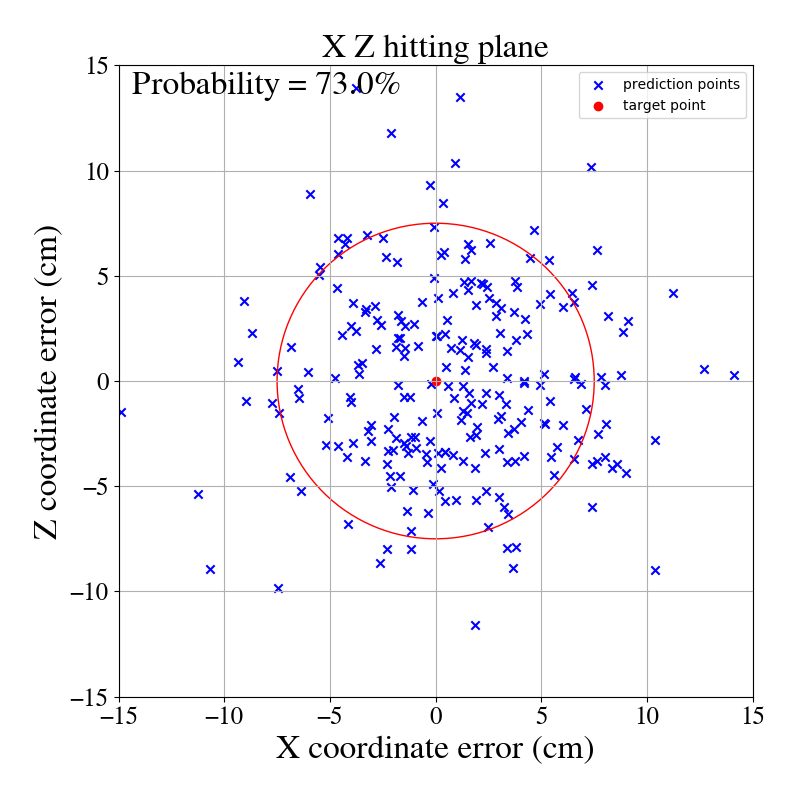 X Z hitting plane
Probability = 73.0%
prediction points
target point
Z coordinate error (cm)
15
10
5
0
−5
−10
−15
−15 −10 −5 0 5 10 15
X coordinate error (cm)